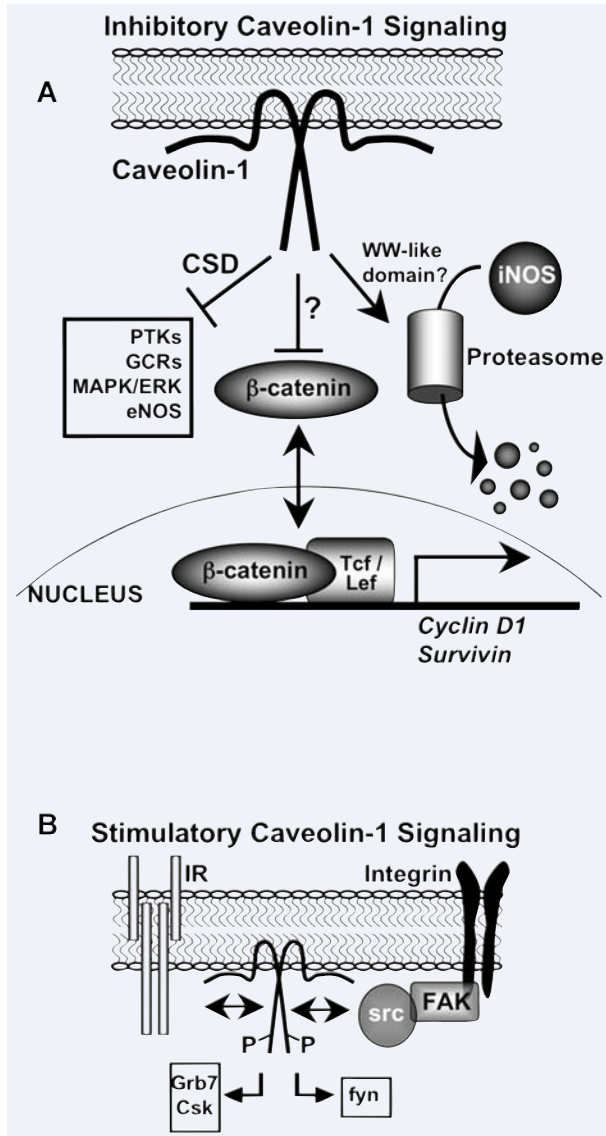 Inhibitory Caveolin-1 Signaling
A
Caveolin-1
CSD
WW-like
domain?
iNOS
?
PTKs
GCRs
MAPK/ERK
eNOS
Proteasome
β-catenin
β-catenin
Tcf /
Lef
NUCLEUS
Cyclin D1
Survivin
B
Stimulatory Caveolin-1 Signaling
IR
Integrin
src
FAK
P
P
Grb7
Csk
fyn